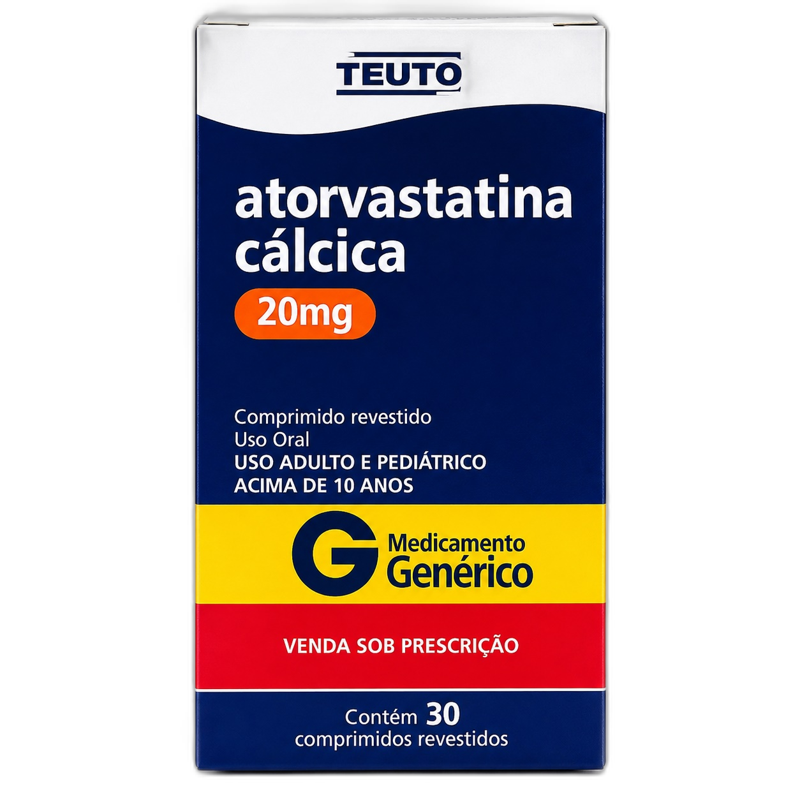 TEUTO
atorvastatina
cálcica
20mg
Comprimido revestido
Uso Oral
USO ADULTO E PEDIÁTRICO
ACIMA DE 10 ANOS
G Medicamento
Genérico
VENDA SOB PRESCRIÇÃO
Contém 30
comprimidos revestidos